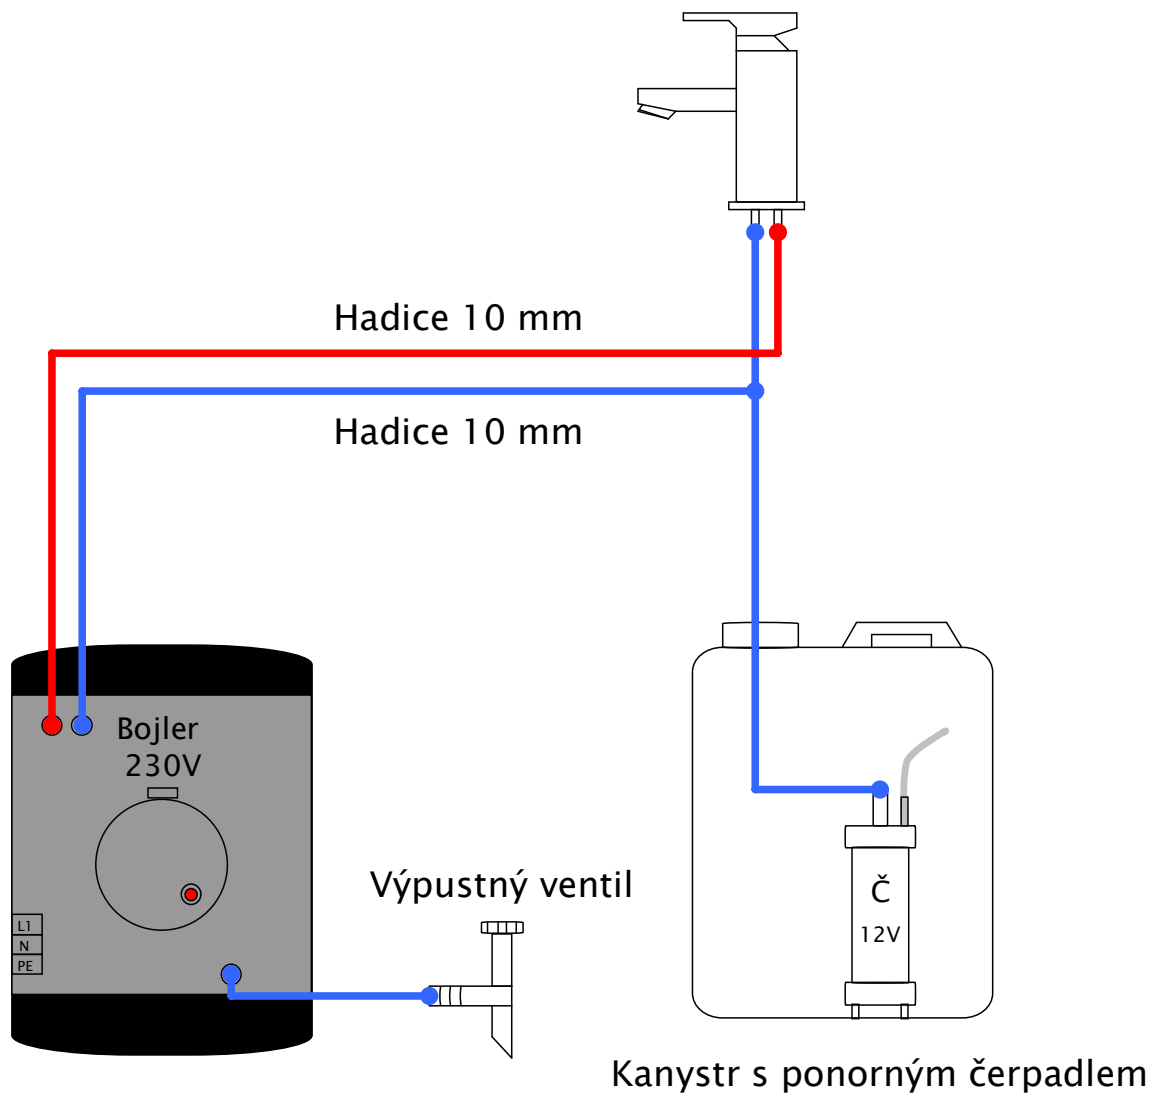 Hadice 10 mm
Hadice 10 mm
Bojler
230V
Výpustný ventil
Č
12V
L1
N
PE
Kanystr s ponorným čerpadlem